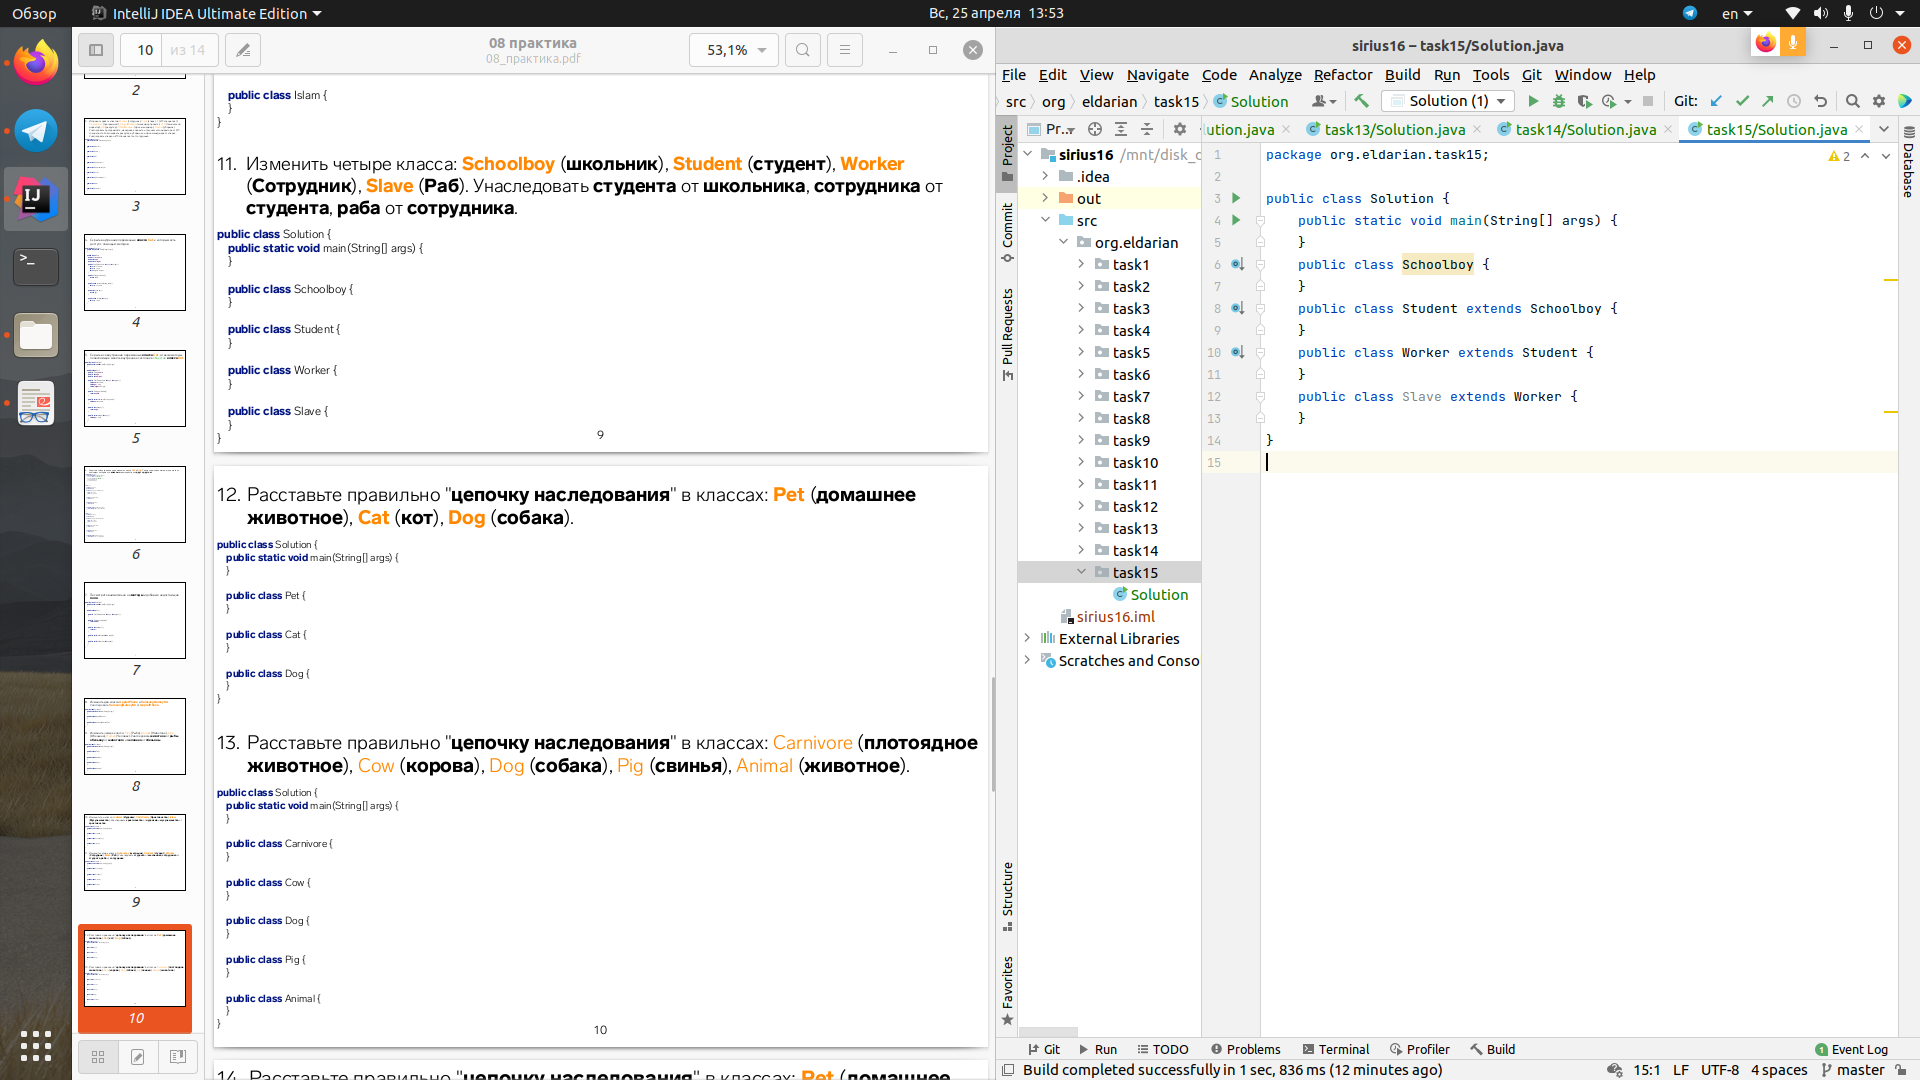 Обзор
IntelliJ IDEA Ultimate Edition
Вс, 25 апреля 13:53
en
10
из 14
08 практика
08_практика.pdf
53,1%
2
3
4
5
6
7
8
9
10
public class Islam {
}
}
11. Изменить четыре класса: Schoolboy (школьник), Student (студент), Worker
(Сотрудник), Slave (Раб). Унаследовать студента от школьника, сотрудника от
студента, раба от сотрудника.
public class Solution {
public static void main(String[] args) {
}
public class Schoolboy {
}
public class Student {
}
public class Worker {
}
public class Slave {
}
}
9
12. Расставьте правильно "цепочку наследования" в классах: Pet (домашнее
животное), Cat (кот), Dog (собака).
public class Solution {
public static void main(String[] args) {
}
public class Pet {
}
public class Cat {
}
public class Dog {
}
}
13. Расставьте правильно "цепочку наследования" в классах: Carnivore (плотоядное
животное), Cow (корова), Dog (собака), Pig (свинья), Animal (животное).
public class Solution {
public static void main(String[] args) {
}
public class Carnivore {
}
public class Cow {
}
public class Dog {
}
public class Pig {
}
public class Animal {
}
}
10
14. Расставьте правильно "цепочку наследования" в классах: Pet (домашнее
sirius16 – task15/Solution.java
File Edit View Navigate Code Analyze Refactor Build Run Tools Git Window Help
src org eldarian task15 Solution
Solution (1)
Git:
Pr...
ution.java
task13/Solution.java
task14/Solution.java
task15/Solution.java
Project
Commit
Pull Requests
Structure
Favorites
Database
sirius16 /mnt/disk_
.idea
out
src
org.eldarian
task1
task2
task3
task4
task5
task6
task7
task8
task9
task10
task11
task12
task13
task14
task15
Solution
sirius16.iml
External Libraries
Scratches and Conso
2
1 package org.eldarian.task15;
2
3 public class Solution {
4 public static void main(String[] args) {
5 }
6 public class Schoolboy {
7 }
8 public class Student extends Schoolboy {
9 }
10 public class Worker extends Student {
11 }
12 public class Slave extends Worker {
13 }
14 }
15
Git Run TODO Problems Terminal Profiler Build
1 Event Log
Build completed successfully in 1 sec, 836 ms (12 minutes ago)
15:1 LF UTF-8 4 spaces master